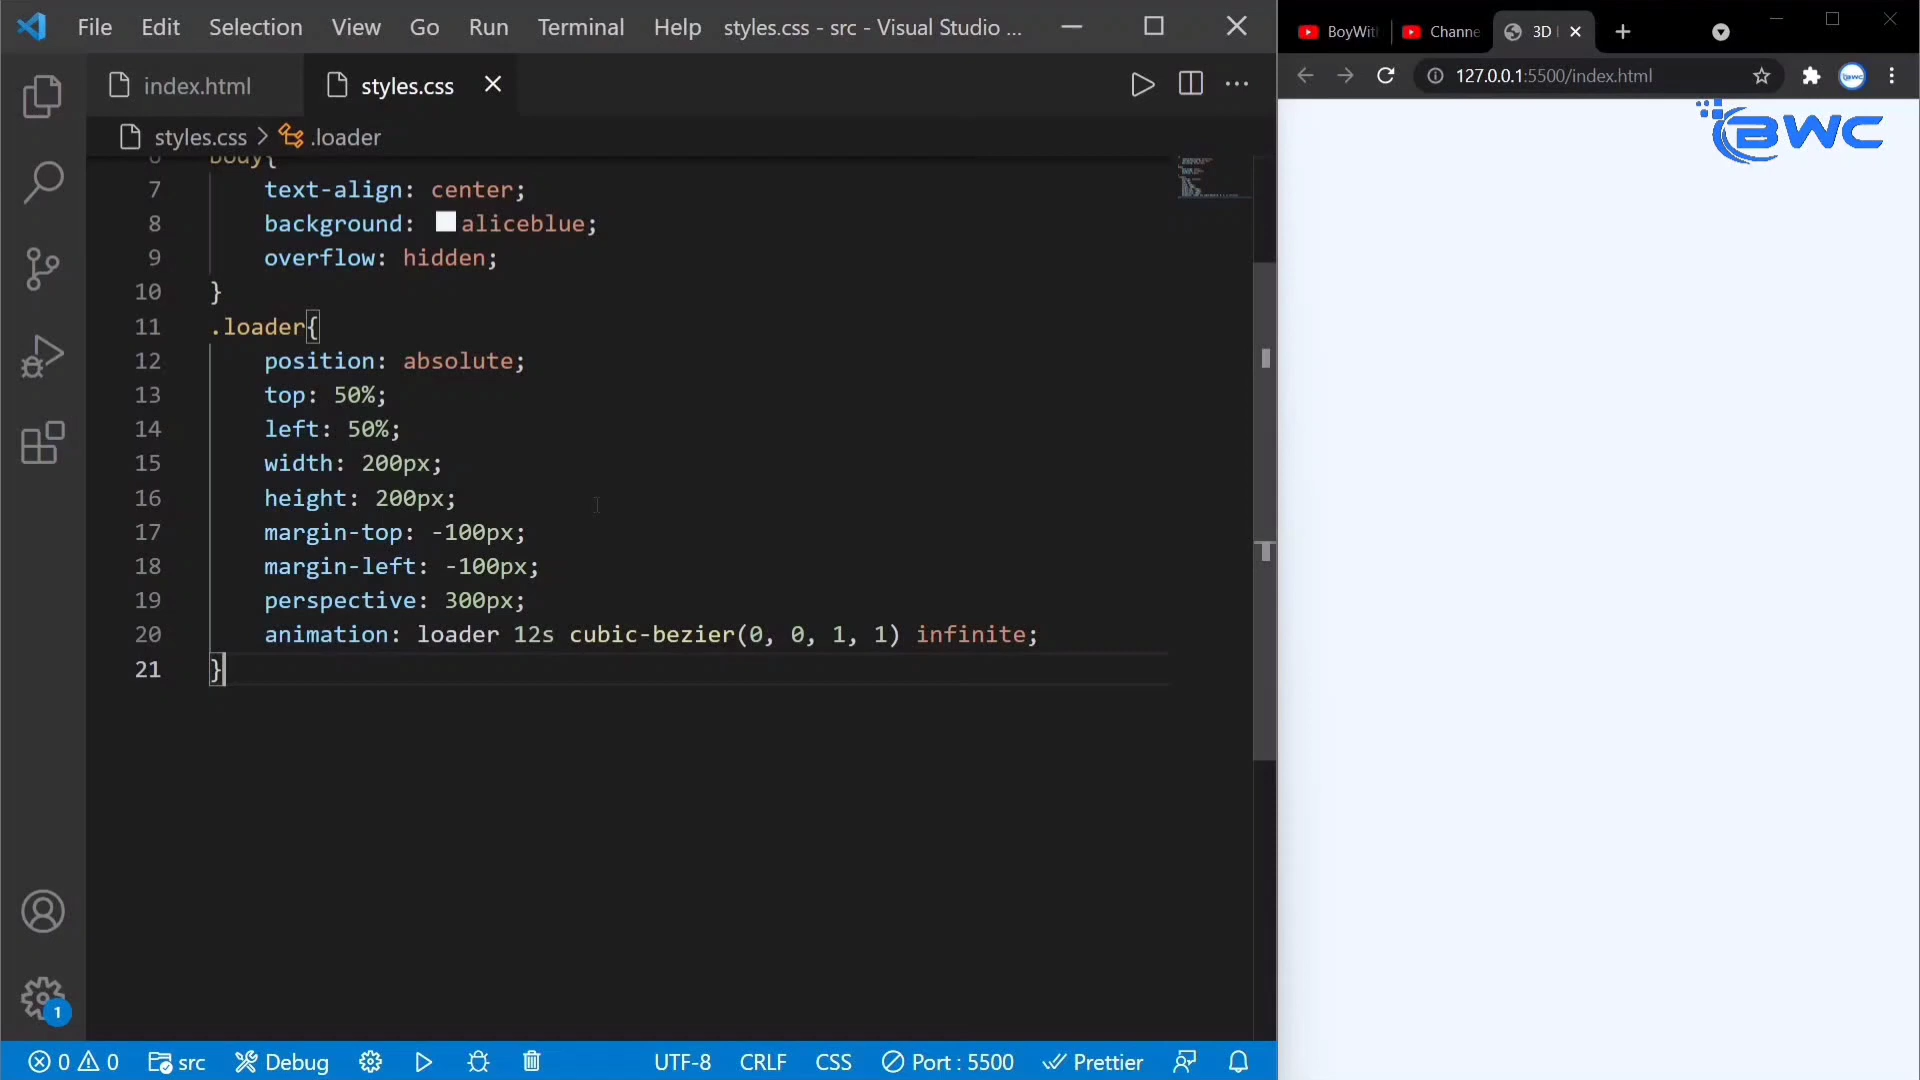 File Edit Selection View Go Run Terminal Help styles.css - src - Visual Studio ...
index.html styles.css
styles.css > .loader
6 body{
7 text-align: center;
8 background: aliceblue;
9 overflow: hidden;
10 }
11 .loader{
12 position: absolute;
13 top: 50%;
14 left: 50%;
15 width: 200px;
16 height: 200px;
17 margin-top: -100px;
18 margin-left: -100px;
19 perspective: 300px;
20 animation: loader 12s cubic-bezier(0, 0, 1, 1) infinite;
21 }
1
0 0 src Debug UTF-8 CRLF CSS Port : 5500 Prettier
BoyWit Channe 3D
127.0.0.1:5500/index.html
BWC